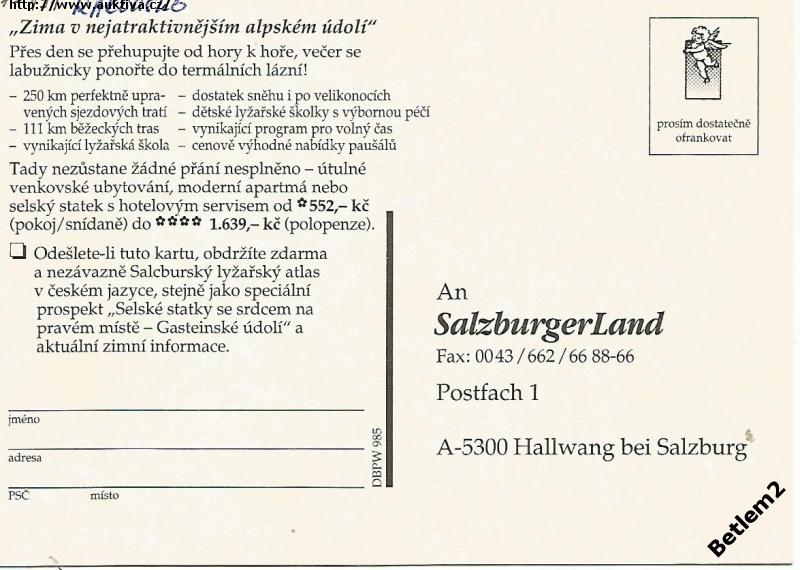 http://www.auktiva.cz/
„Zima v nejatraktivnějším alpském údolí“
Přes den se přehupujte od hory k hoře, večer se
labužnicky ponořte do termálních lázní!
– 250 km perfektně upra-
vených sjezdových tratí
– 111 km běžeckých tras
– vynikající lyžařská škola
– dostatek sněhu i po velikonocích
– dětské lyžařské školky s výbornou péčí
– vynikající program pro volný čas
– cenově výhodné nabídky paušálů
Tady nezůstane žádné přání nesplněno – útulné
venkovské ubytování, moderní apartmá nebo
selský statek s hotelovým servisem od ✿552,– kč
(pokoj/snídaně) do ✿✿✿✿ 1.639,– kč (polopenze).
❑ Odešlete-li tuto kartu, obdržíte zdarma
a nezávazně Salcburský lyžařský atlas
v českém jazyce, stejně jako speciální
prospekt „Selské statky se srdcem na
pravém místě – Gasteinské údolí“ a
aktuální zimní informace.
jméno
adresa
PSČ místo
DBPW 985
prosím dostatečně
ofrankovat
An
SalzburgerLand
Fax: 0043/662/66 88-66
Postfach 1
A-5300 Hallwang bei Salzburg
Betlem2